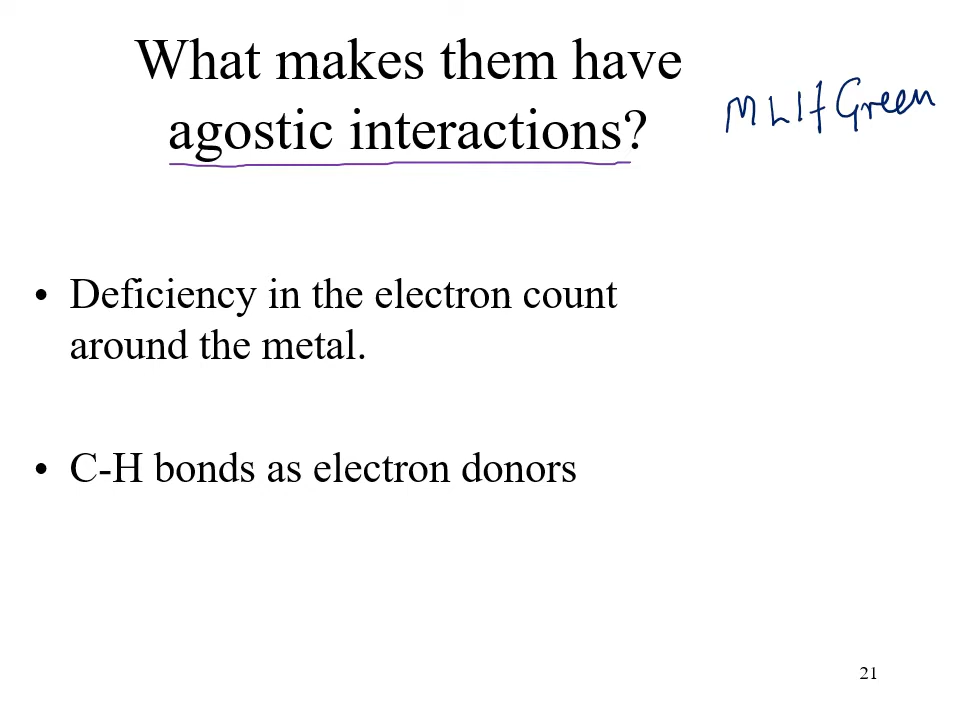 What makes them have
agostic interactions?
MLH Green
• Deficiency in the electron count
around the metal.
• C-H bonds as electron donors
21